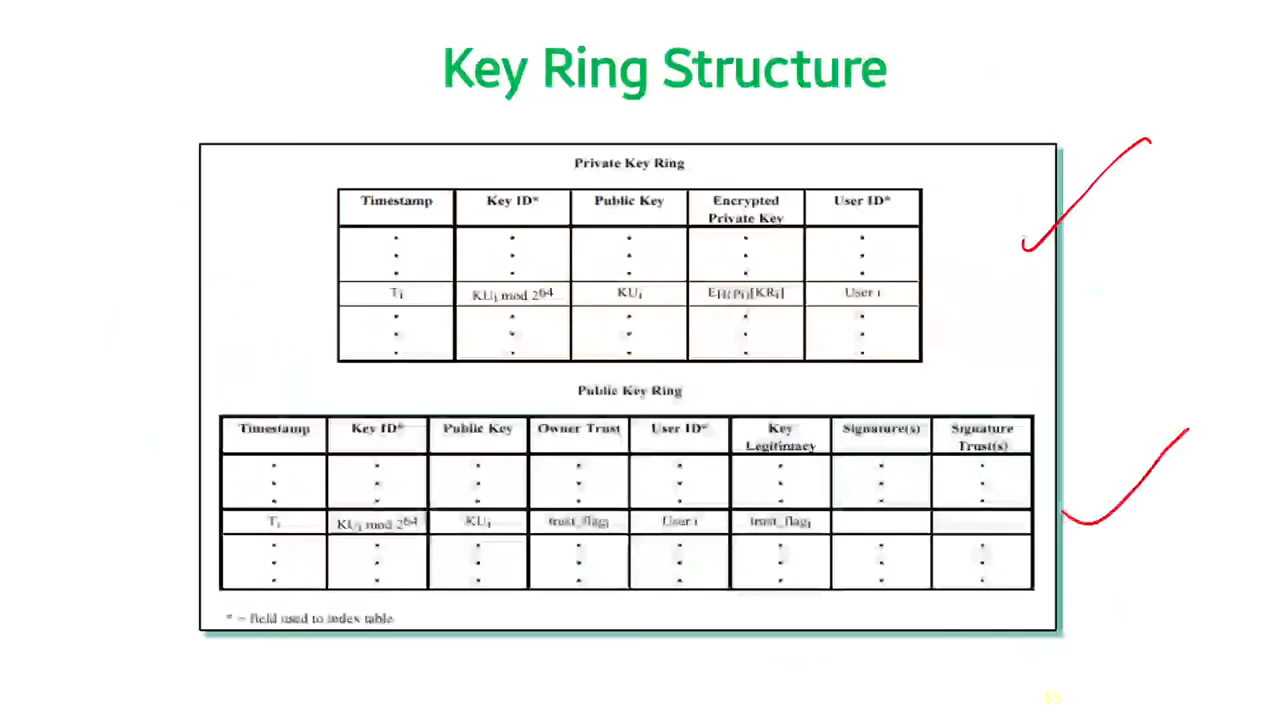 Key Ring Structure
Private Key Ring
Timestamp Key ID* Public Key Encrypted Private Key User ID*
Ti KUi mod 2^64 KUi EH(Pi)[KRi] User i
Public Key Ring
Timestamp Key ID* Public Key Owner Trust User ID* Key Legitimacy Signature(s) Signature Trust(s)
Ti KUi mod 2^64 KUi trust_flagi User i trust_flagi
* = field used to index table